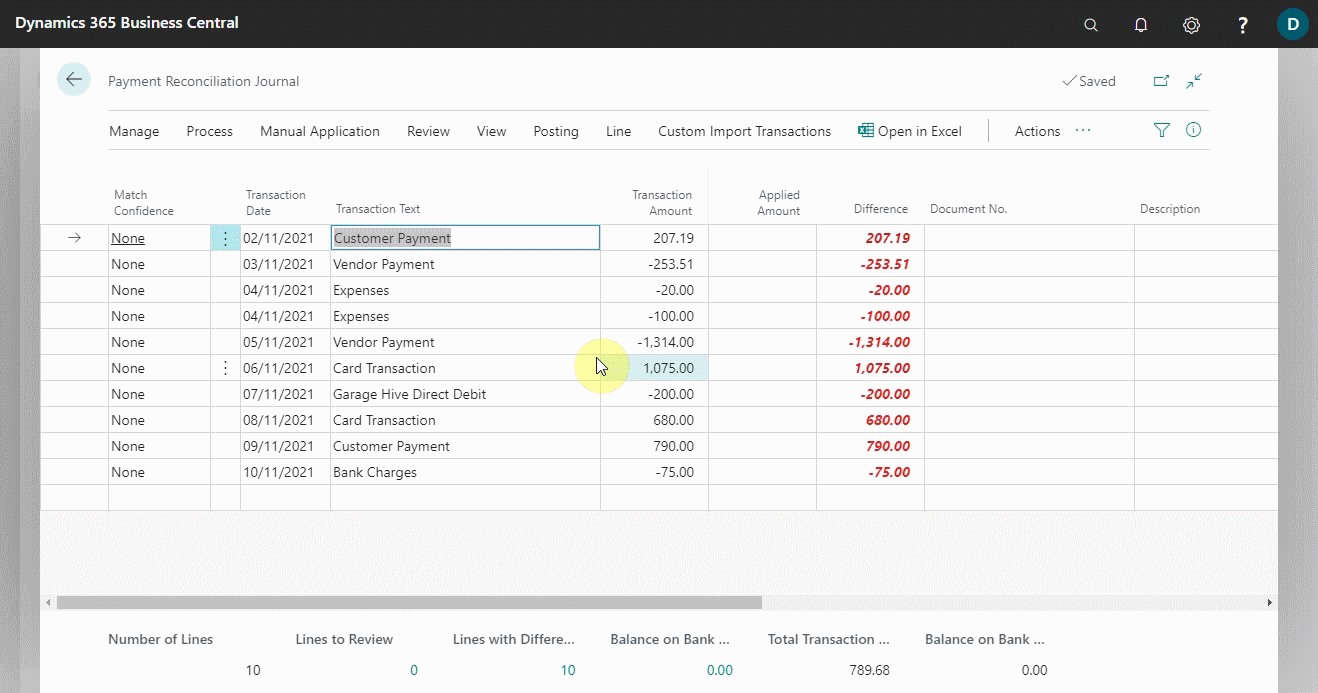 Dynamics 365 Business Central
? D
Payment Reconciliation Journal Saved
Manage Process Manual Application Review View Posting Line Custom Import Transactions Open in Excel Actions ...
Match Confidence Transaction Date Transaction Text Transaction Amount Applied Amount Difference Document No. Description
None 02/11/2021 Customer Payment 207.19 207.19
None 03/11/2021 Vendor Payment -253.51 -253.51
None 04/11/2021 Expenses -20.00 -20.00
None 04/11/2021 Expenses -100.00 -100.00
None 05/11/2021 Vendor Payment -1,314.00 -1,314.00
None 06/11/2021 Card Transaction 1,075.00 1,075.00
None 07/11/2021 Garage Hive Direct Debit -200.00 -200.00
None 08/11/2021 Card Transaction 680.00 680.00
None 09/11/2021 Customer Payment 790.00 790.00
None 10/11/2021 Bank Charges -75.00 -75.00
Number of Lines Lines to Review Lines with Differe... Balance on Bank ... Total Transaction ... Balance on Bank ...
10 0 10 0.00 789.68 0.00